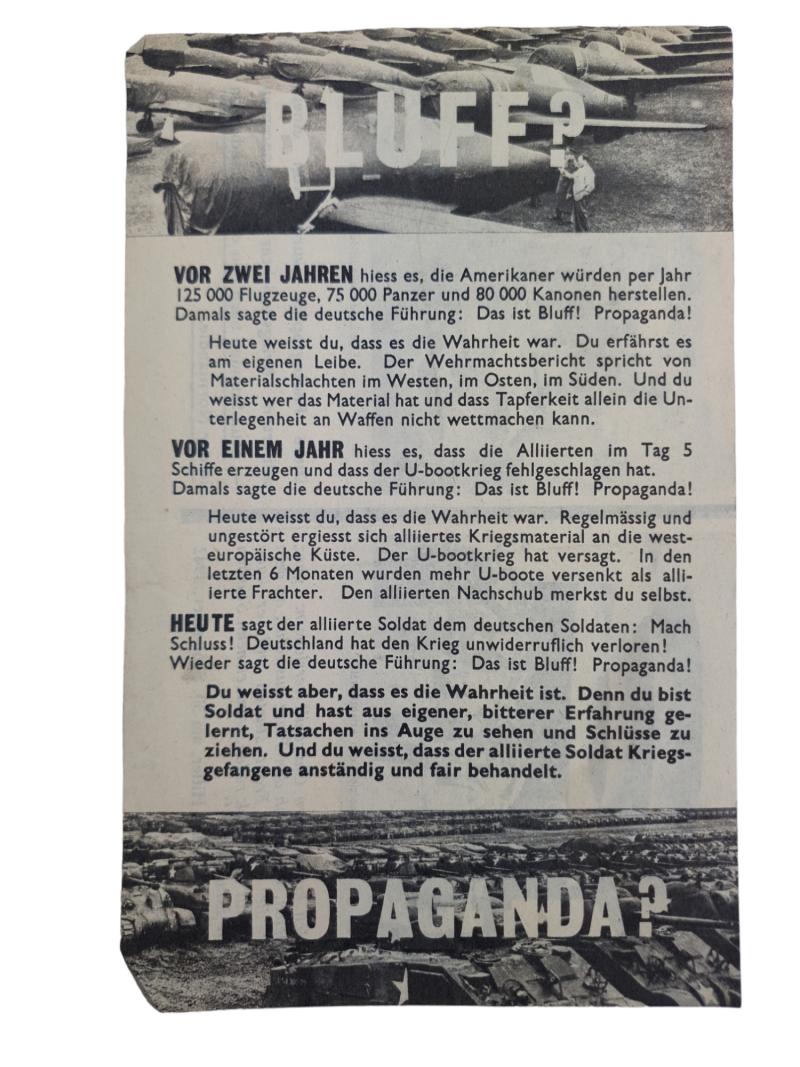 BLUFF?
VOR ZWEI JAHREN hiess es, die Amerikaner würden per Jahr
125 000 Flugzeuge, 75 000 Panzer und 80 000 Kanonen herstellen.
Damals sagte die deutsche Führung: Das ist Bluff! Propaganda!
Heute weisst du, dass es die Wahrheit war. Du erfährst es
am eigenen Leibe. Der Wehrmachtsbericht spricht von
Materialschlachten im Westen, im Osten, im Süden. Und du
weisst wer das Material hat und dass Tapferkeit allein die Un-
terlegenheit an Waffen nicht wettmachen kann.
VOR EINEM JAHR hiess es, dass die Alliierten im Tag 5
Schiffe erzeugen und dass der U-bootkrieg fehlgeschlagen hat.
Damals sagte die deutsche Führung: Das ist Bluff! Propaganda!
Heute weisst du, dass es die Wahrheit war. Regelmässig und
ungestört ergiesst sich alliiertes Kriegsmaterial an die west-
europäische Küste. Der U-bootkrieg hat versagt. In den
letzten 6 Monaten wurden mehr U-boote versenkt als alli-
ierte Frachter. Den alliierten Nachschub merkst du selbst.
HEUTE sagt der alliierte Soldat dem deutschen Soldaten: Mach
Schluss! Deutschland hat den Krieg unwiderruflich verloren!
Wieder sagt die deutsche Führung: Das ist Bluff! Propaganda!
Du weisst aber, dass es die Wahrheit ist. Denn du bist
Soldat und hast aus eigener, bitterer Erfahrung ge-
lernt, Tatsachen ins Auge zu sehen und Schlüsse zu
ziehen. Und du weisst, dass der alliierte Soldat Kriegs-
gefangene anständig und fair behandelt.
PROPAGANDA?